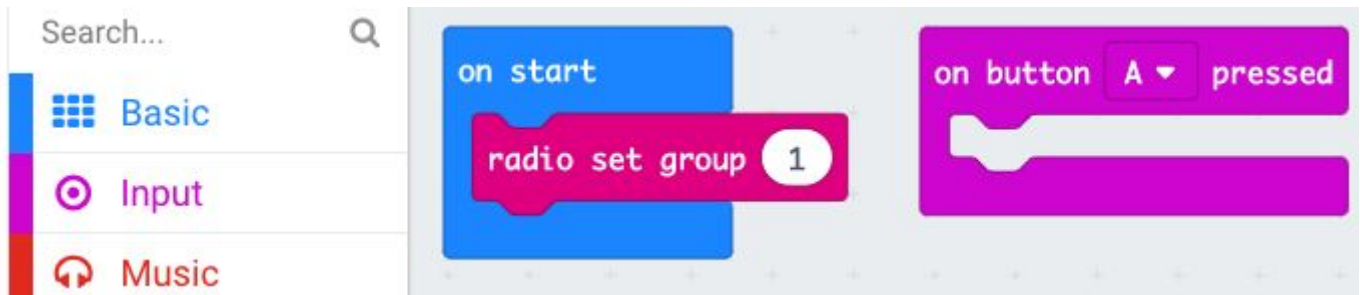 Search...
Basic
Input
Music
on start
radio set group 1
on button A pressed